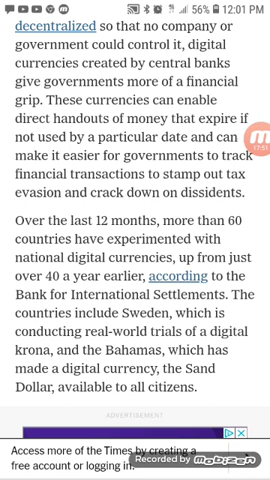 56% 12:01 PM
decentralized so that no company or
government could control it, digital
currencies created by central banks
give governments more of a financial
grip. These currencies can enable
direct handouts of money that expire if
not used by a particular date and can
make it easier for governments to track
17:51
financial transactions to stamp out tax
evasion and crack down on dissidents.
Over the last 12 months, more than 60
countries have experimented with
national digital currencies, up from just
over 40 a year earlier, according to the
Bank for International Settlements. The
countries include Sweden, which is
conducting real-world trials of a digital
krona, and the Bahamas, which has
made a digital currency, the Sand
Dollar, available to all citizens.
ADVERTISEMENT
Access more of the Times by creating a
free account or logging in.
Recorded by mobizen